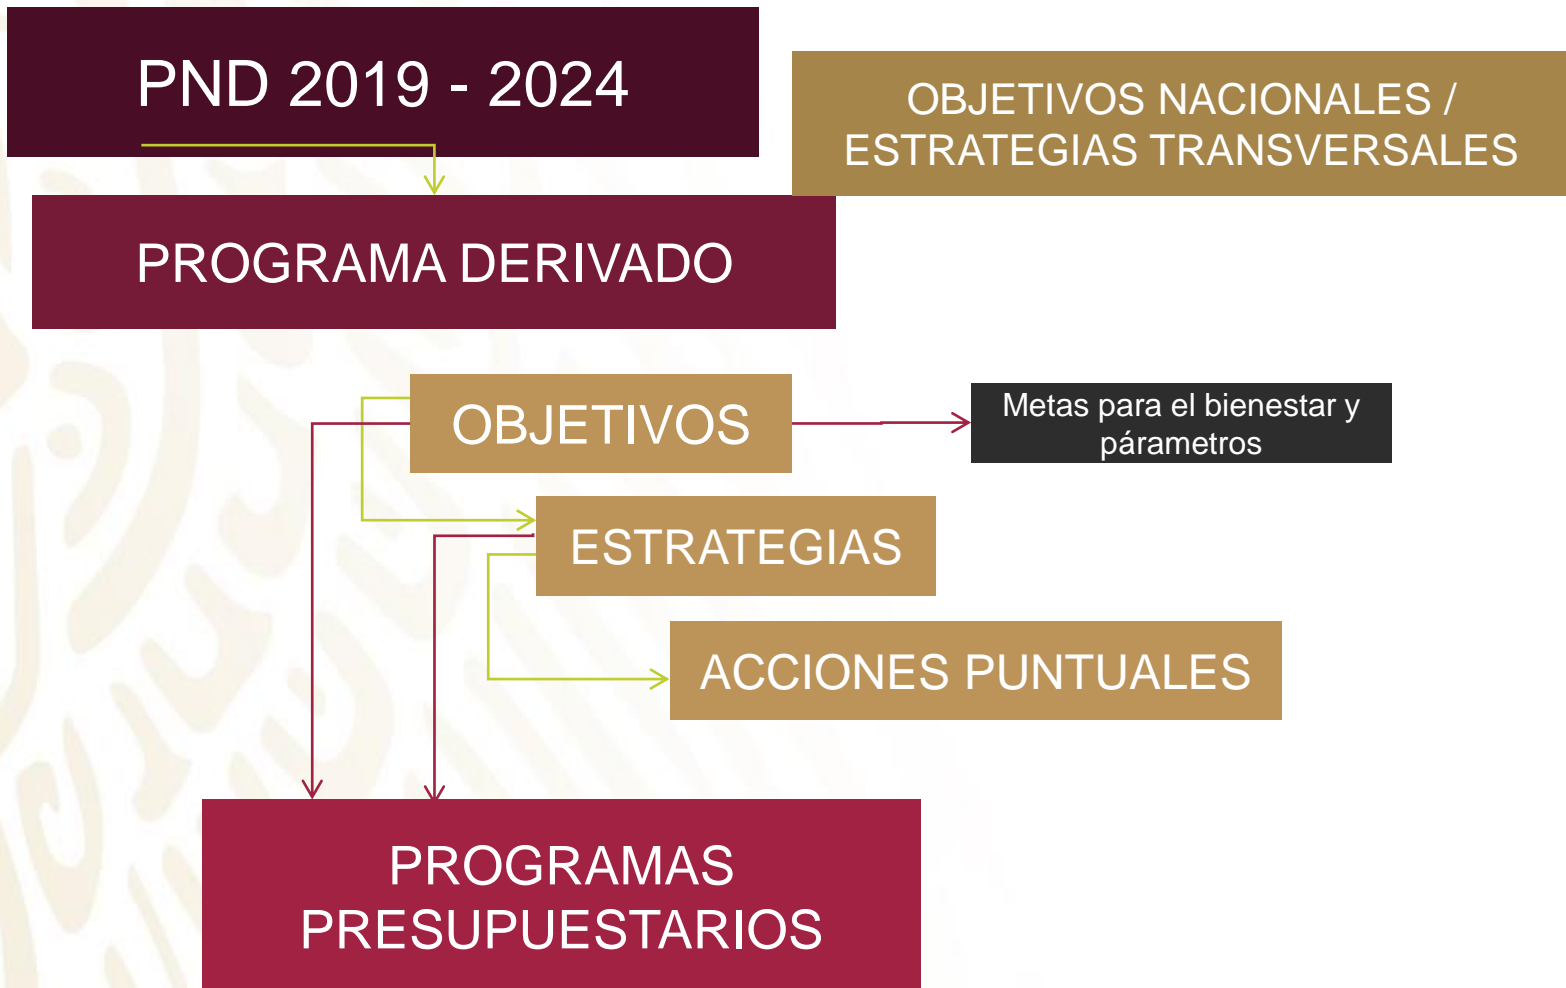 PND 2019 - 2024
OBJETIVOS NACIONALES /
ESTRATEGIAS TRANSVERSALES
PROGRAMA DERIVADO
OBJETIVOS
Metas para el bienestar y
párametros
ESTRATEGIAS
ACCIONES PUNTUALES
PROGRAMAS
PRESUPUESTARIOS